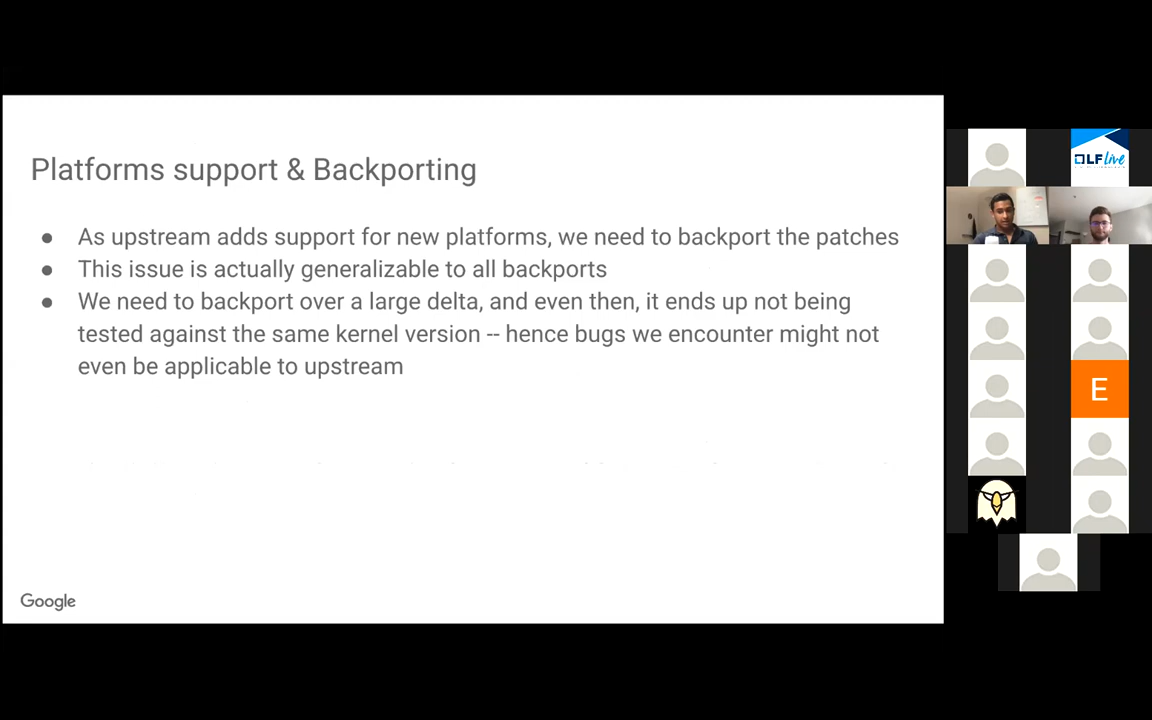 Platforms support & Backporting
● As upstream adds support for new platforms, we need to backport the patches
● This issue is actually generalizable to all backports
● We need to backport over a large delta, and even then, it ends up not being
tested against the same kernel version -- hence bugs we encounter might not
even be applicable to upstream
Google
LF Live
E